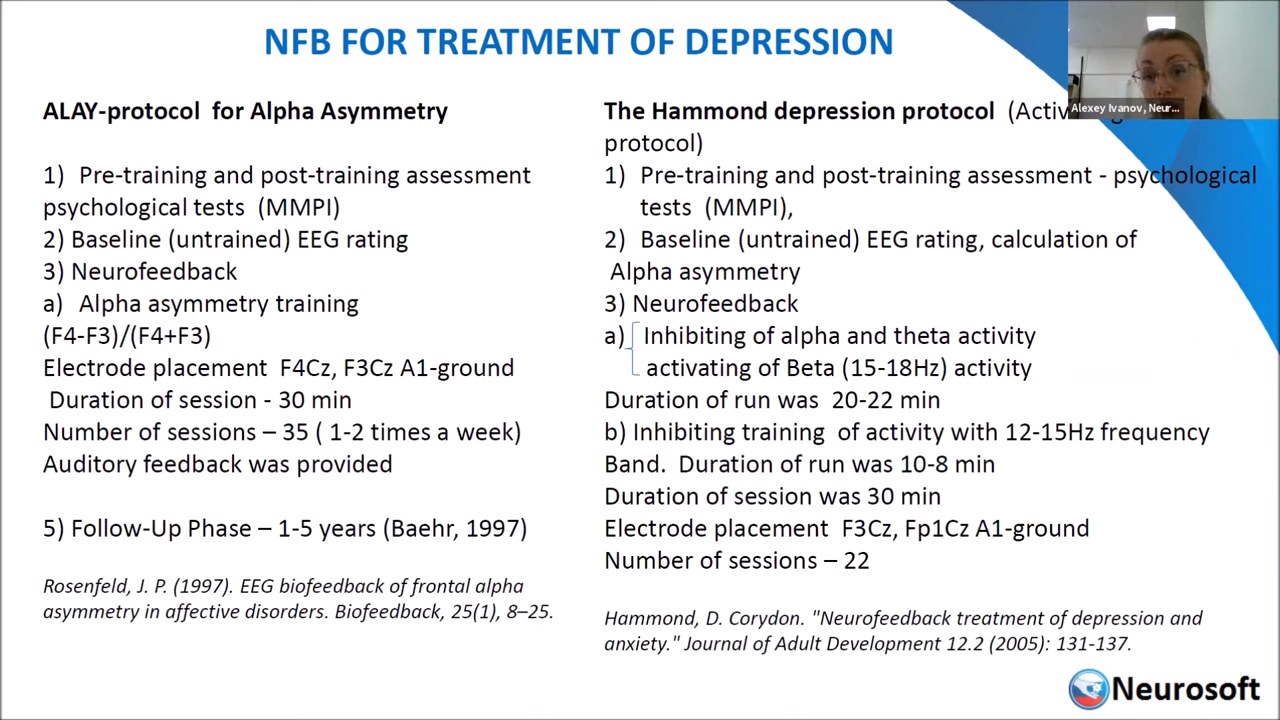 NFB FOR TREATMENT OF DEPRESSION
ALAY-protocol for Alpha Asymmetry
1) Pre-training and post-training assessment
psychological tests (MMPI)
2) Baseline (untrained) EEG rating
3) Neurofeedback
a) Alpha asymmetry training
(F4-F3)/(F4+F3)
Electrode placement F4Cz, F3Cz A1-ground
Duration of session - 30 min
Number of sessions – 35 ( 1-2 times a week)
Auditory feedback was provided
5) Follow-Up Phase – 1-5 years (Baehr, 1997)
Rosenfeld, J. P. (1997). EEG biofeedback of frontal alpha
asymmetry in affective disorders. Biofeedback, 25(1), 8–25.
The Hammond depression protocol
protocol)
1) Pre-training and post-training assessment - psychological
tests (MMPI),
2) Baseline (untrained) EEG rating, calculation of
Alpha asymmetry
3) Neurofeedback
a) Inhibiting of alpha and theta activity
activating of Beta (15-18Hz) activity
Duration of run was 20-22 min
b) Inhibiting training of activity with 12-15Hz frequency
Band. Duration of run was 10-8 min
Duration of session was 30 min
Electrode placement F3Cz, Fp1Cz A1-ground
Number of sessions – 22
Hammond, D. Corydon. "Neurofeedback treatment of depression and
anxiety." Journal of Adult Development 12.2 (2005): 131-137.
Alexey Ivanov, Neur...
Neurosoft